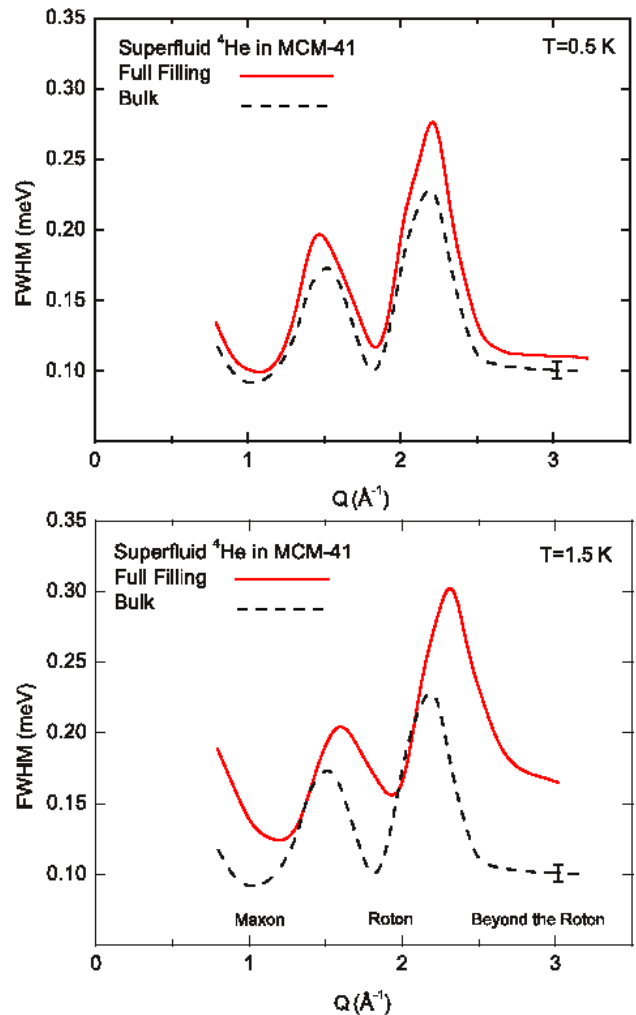 0.35
Superfluid ⁴He in MCM-41 T=0.5 K
Full Filling
Bulk
0.30
0.25
FWHM (meV)
0.20
0.15
0.10
0 1 2 3
Q (Å⁻¹)
0.35
Superfluid ⁴He in MCM-41 T=1.5 K
Full Filling
Bulk
0.30
0.25
FWHM (meV)
0.20
0.15
0.10
Maxon Roton Beyond the Roton
0 1 2 3
Q (Å⁻¹)